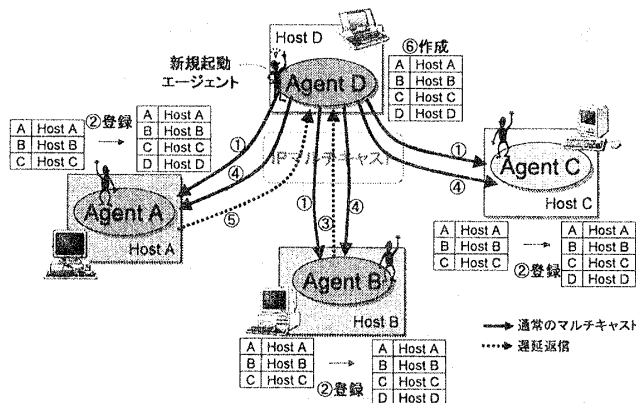 Host D
⑥作成
新規起動
エージェント
Agent D
A Host A
B Host B
C Host C
D Host D
②登録
A Host A
B Host B
C Host C
A Host A
B Host B
C Host C
D Host D
①
④
⑤
IPマルチキャスト
①
③
④
①
④
Agent A
Host A
Agent C
Host C
Agent B
Host B
A Host A
B Host B
C Host C
②登録
A Host A
B Host B
C Host C
D Host D
A Host A
B Host B
C Host C
②登録
A Host A
B Host B
C Host C
D Host D
通常のマルチキャスト
遅延返信